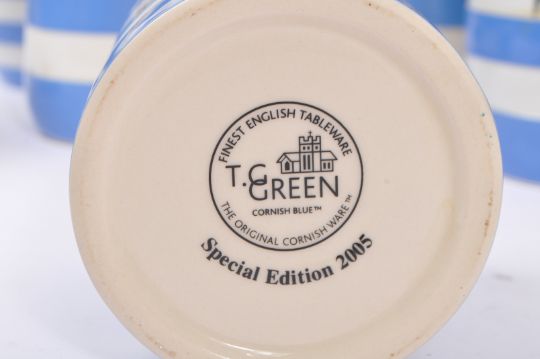 FINEST ENGLISH TABLEWARE
T.G
GREEN
CORNISH BLUE™
THE ORIGINAL CORNISH WARE™
Special Edition 2005